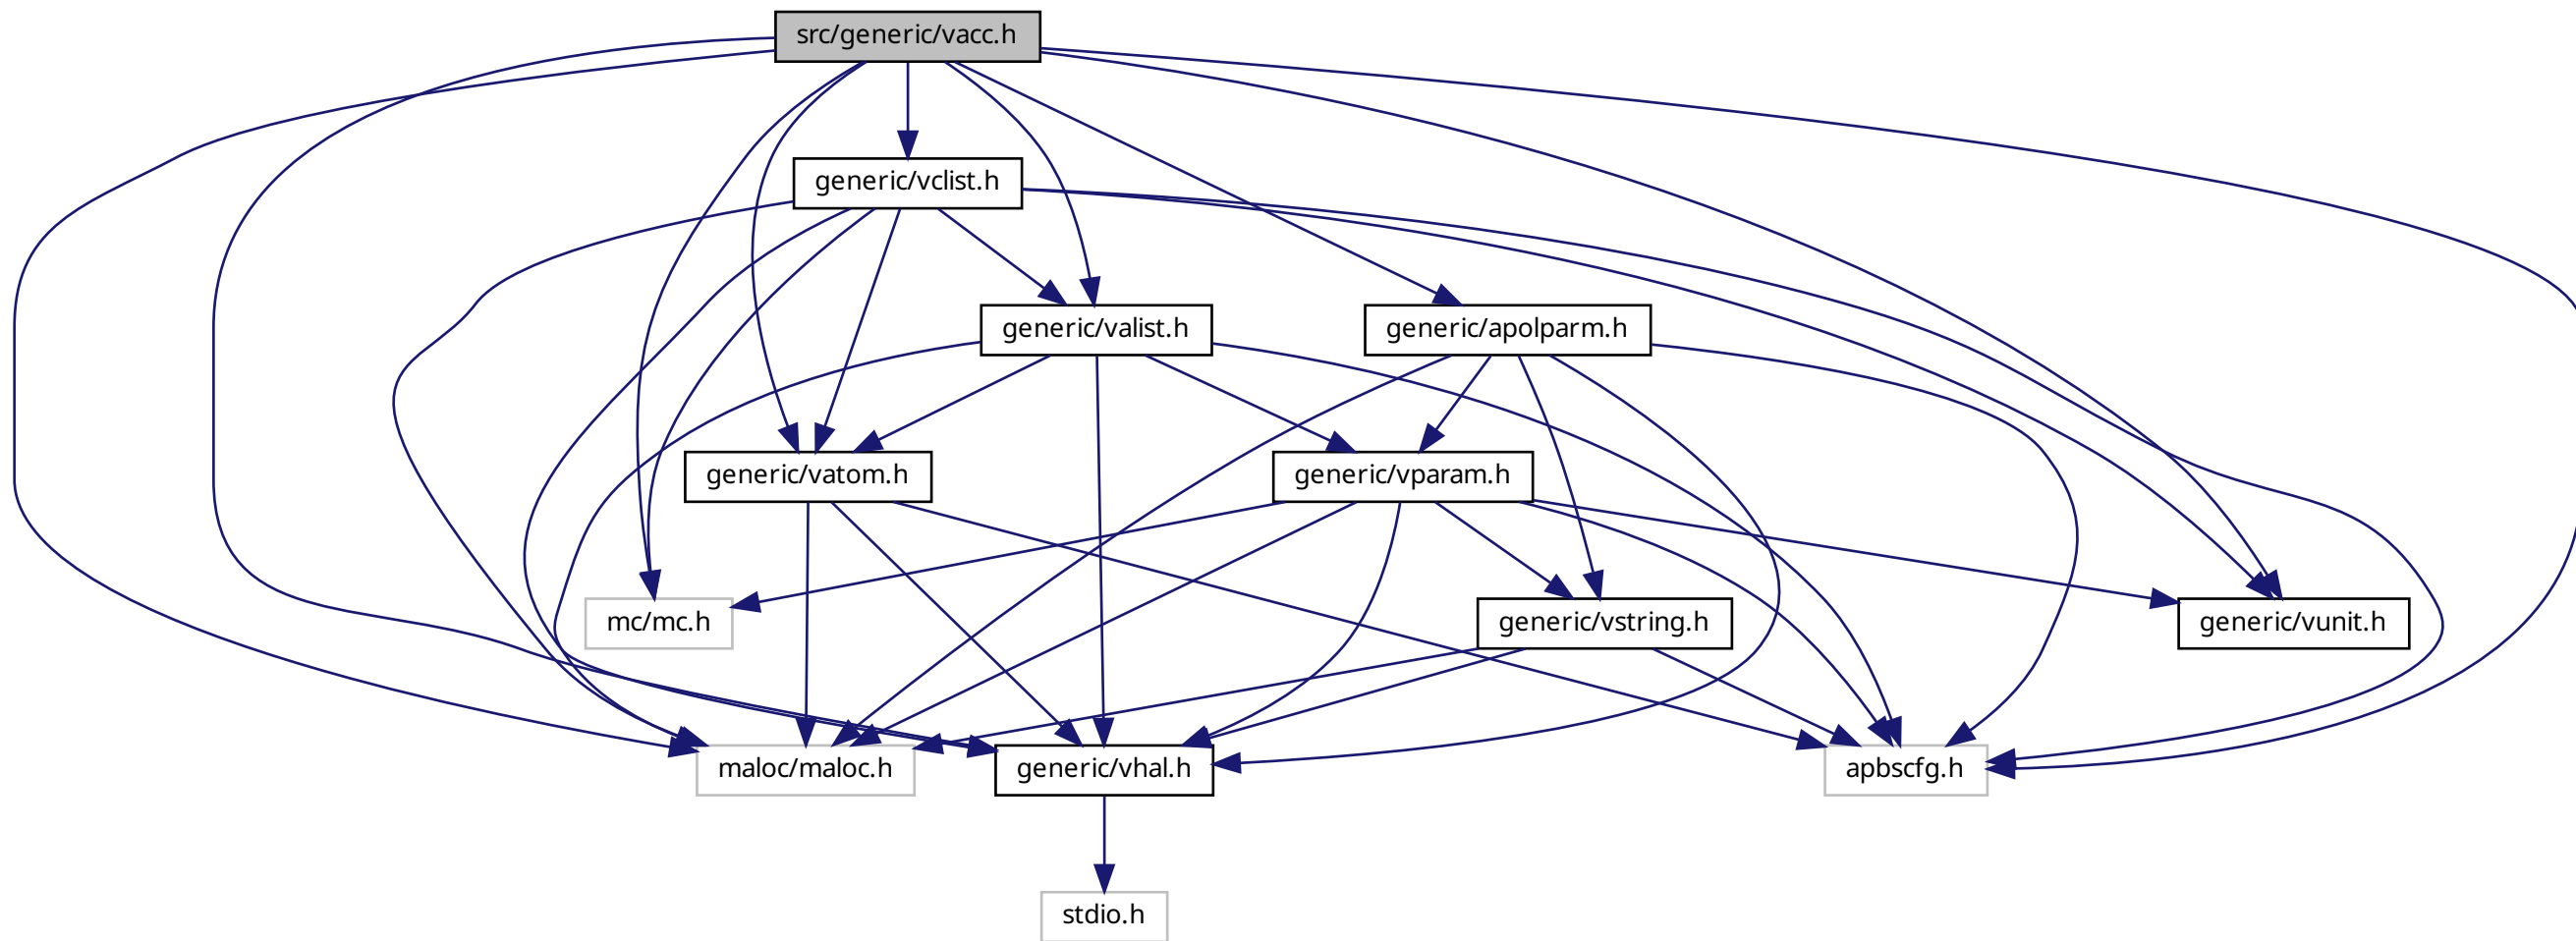 src/generic/vacc.h
generic/vclist.h
generic/valist.h
generic/apolparm.h
generic/vatom.h
generic/vparam.h
mc/mc.h
generic/vstring.h
generic/vunit.h
maloc/maloc.h
generic/vhal.h
apbscfg.h
stdio.h